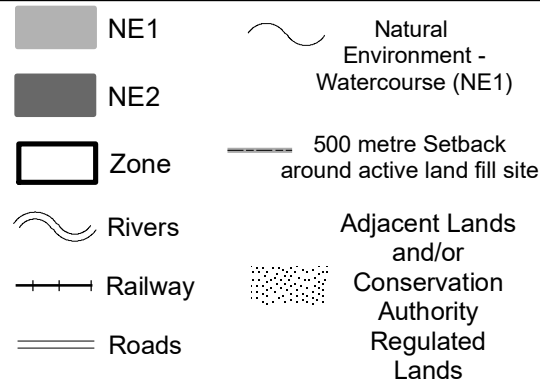 NE1
NE2
Zone
Rivers
Railway
Roads
Natural
Environment -
Watercourse (NE1)
500 metre Setback
around active land fill site
Adjacent Lands
and/or
Conservation
Authority
Regulated
Lands